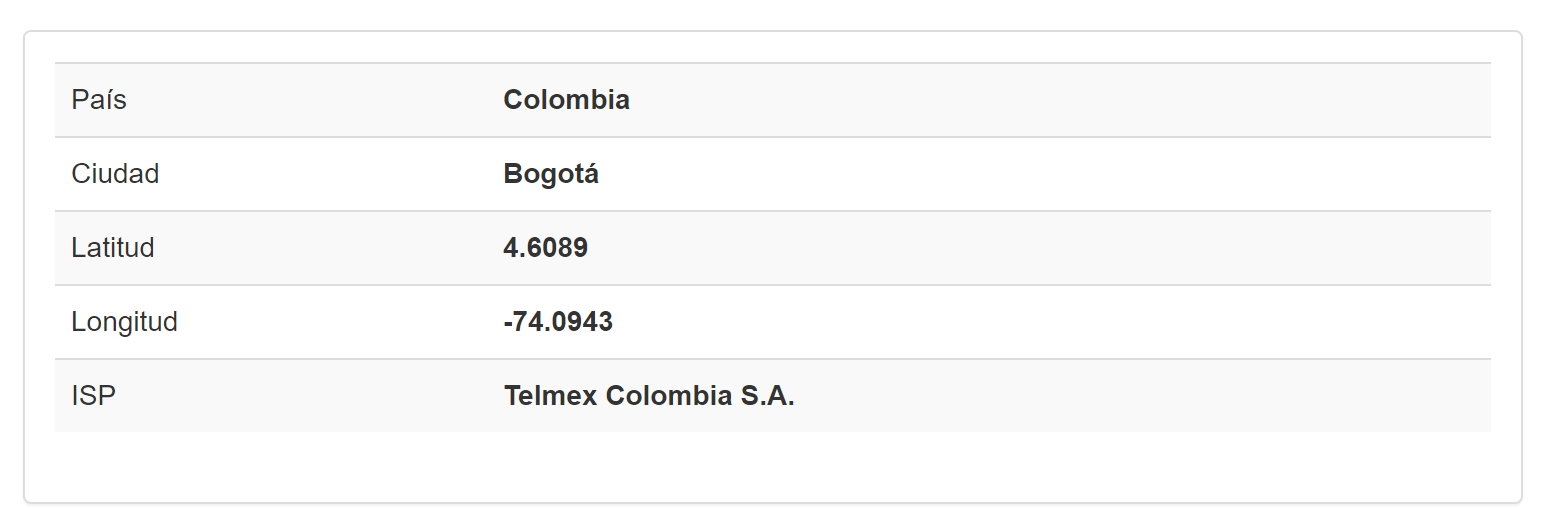 País Colombia
Ciudad Bogotá
Latitud 4.6089
Longitud -74.0943
ISP Telmex Colombia S.A.